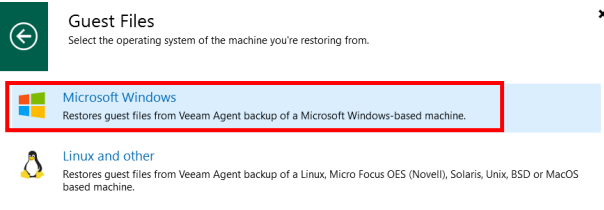 Guest Files
Select the operating system of the machine you're restoring from.
Microsoft Windows
Restores guest files from Veeam Agent backup of a Microsoft Windows-based machine.
Linux and other
Restores guest files from Veeam Agent backup of a Linux, Micro Focus OES (Novell), Solaris, Unix, BSD or MacOS
based machine.